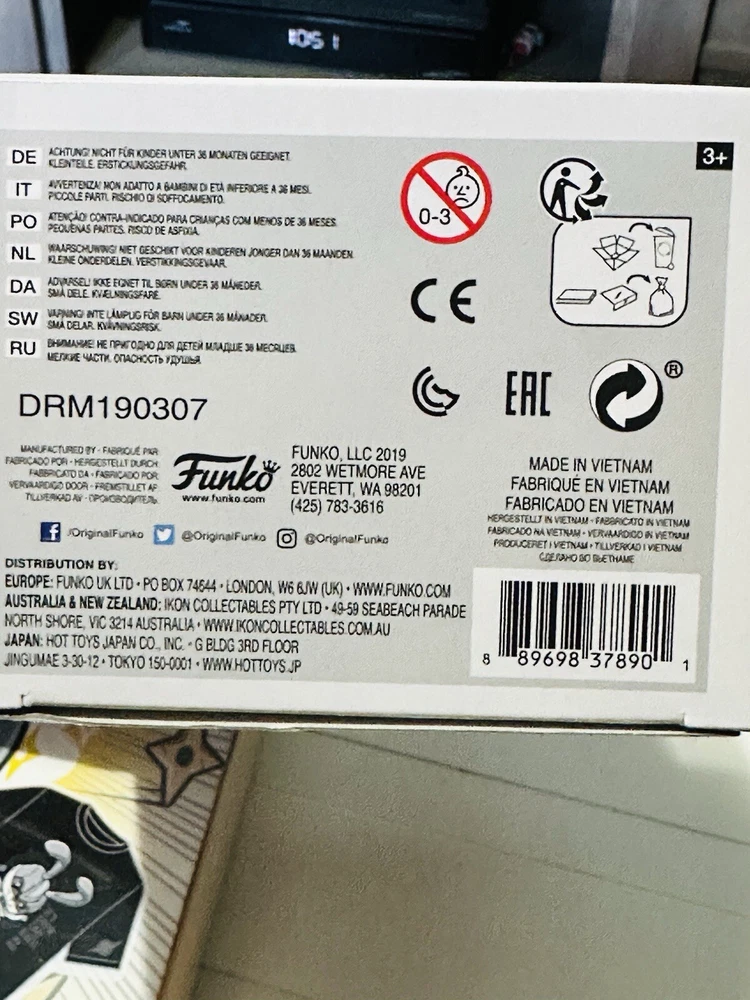 1051
3+
DE ACHTUNG! NICHT FÜR KINDER UNTER 36 MONATEN GEEIGNET.
KLEINTEILE. ERSTICKUNGSGEFAHR.
IT AVVERTENZA! NON ADATTO A BAMBINI DI ETÀ INFERIORE A 36 MESI.
PICCOLE PARTI. RISCHIO DI SOFFOCAMENTO.
PO ATENÇÃO! CONTRA-INDICADO PARA CRIANÇAS COM MENOS DE 36 MESES.
PEQUENAS PARTES. RISCO DE ASFIXIA.
NL WAARSCHUWING! NIET GESCHIKT VOOR KINDEREN JONGER DAN 36 MAANDEN.
KLEINE ONDERDELEN. VERSTIKKINGSGEVAAR.
DA ADVARSEL! IKKE EGNET TIL BØRN UNDER 36 MÅNEDER.
SMÅ DELE. KVÆLNINGSFARE.
SW VARNING! INTE LÄMPLIG FÖR BARN UNDER 36 MÅNADER.
SMÅ DELAR. KVÄVNINGSRISK.
RU ВНИМАНИЕ! НЕ ПРИГОДНО ДЛЯ ДЕТЕЙ МЛАДШЕ 36 МЕСЯЦЕВ.
МЕЛКИЕ ЧАСТИ. ОПАСНОСТЬ УДУШЬЯ.
0-3
CE
EAC
®
DRM190307
MANUFACTURED BY · FABRIQUÉ PAR
FABRICADO POR · HERGESTELLT DURCH
FABBRICATO DA · FABRICADO POR
VERVAARDIGD DOOR · FREMSTILLET AF
TILLVERKAD AV · ПРОИЗВОДИТЕЛЬ
Funko
www.funko.com
FUNKO, LLC 2019
2802 WETMORE AVE
EVERETT, WA 98201
(425) 783-3616
/OriginalFunko @OriginalFunko @OriginalFunko
MADE IN VIETNAM
FABRIQUÉ EN VIETNAM
FABRICADO EN VIETNAM
HERGESTELLT IN VIETNAM · FABBRICATO IN VIETNAM
FABRICADO NA VIETNAM · VERVAARDIGD IN VIETNAM
PRODUCERET I VIETNAM · TILLVERKAD I VIETNAM
СДЕЛАНО ВО ВЬЕТНАМЕ
DISTRIBUTION BY:
EUROPE: FUNKO UK LTD · PO BOX 74644 · LONDON, W6 6JW (UK) · WWW.FUNKO.COM
AUSTRALIA & NEW ZEALAND: IKON COLLECTABLES PTY LTD · 49-59 SEABEACH PARADE
NORTH SHORE, VIC 3214 AUSTRALIA · WWW.IKONCOLLECTABLES.COM.AU
JAPAN: HOT TOYS JAPAN CO., INC. · G BLDG 3RD FLOOR
JINGUMAE 3-30-12 · TOKYO 150-0001 · WWW.HOTTOYS.JP
8 89698 37890 1